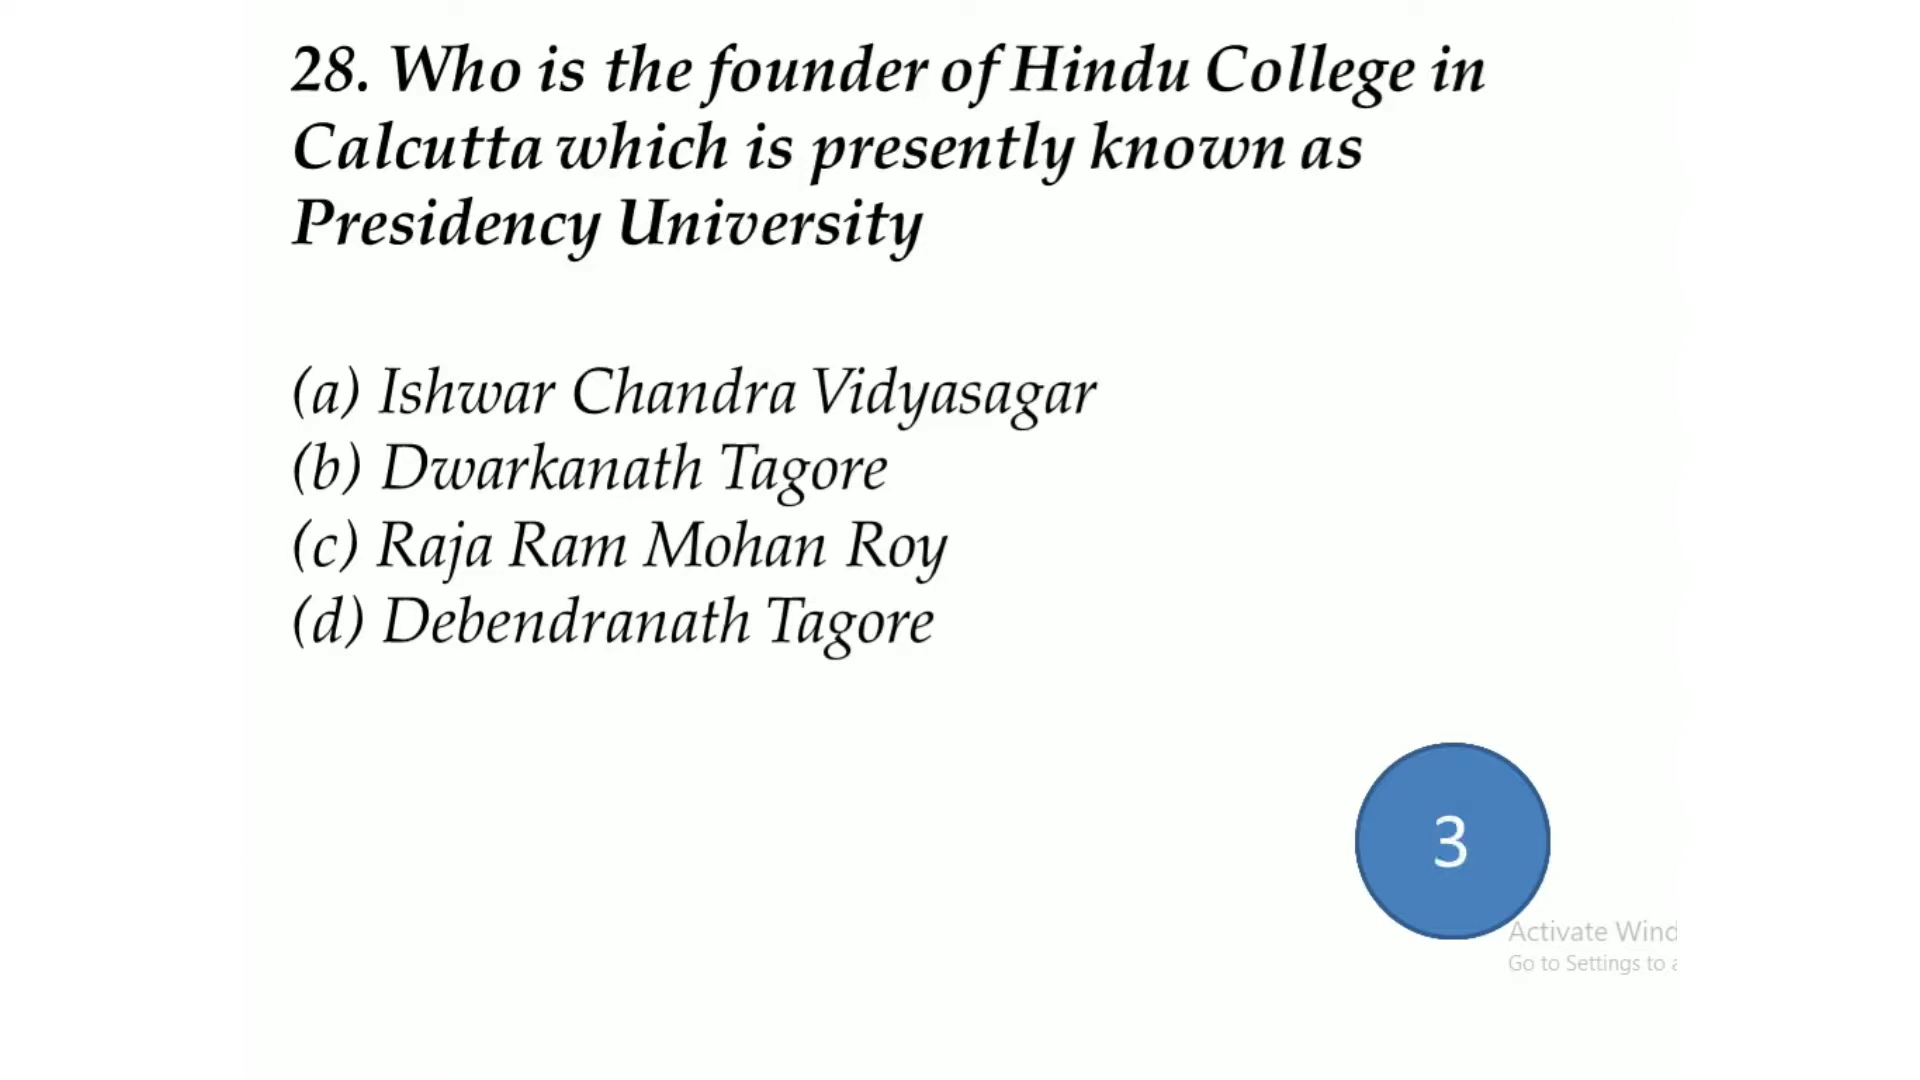 28. Who is the founder of Hindu College in
Calcutta which is presently known as
Presidency University
(a) Ishwar Chandra Vidyasagar
(b) Dwarkanath Tagore
(c) Raja Ram Mohan Roy
(d) Debendranath Tagore
3
Activate Wind
Go to Settings to a